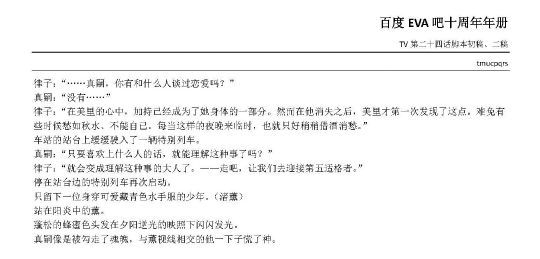 百度 EVA 吧十周年年册
TV 第二十四话脚本初稿、二稿
tmucpqrs
律子：“……真嗣，你有和什么人谈过恋爱吗？”
真嗣：“没有……”
律子：“在美里的心中，加持已经成为了她身体的一部分。然而在他消失之后，美里才第一次发现了这点，难免有
些时候愁如秋水、不能自已，每当这样的夜晚来临时，也就只好稍稍借酒消愁。”
车站的站台上缓缓驶入了一辆特别列车。
真嗣：“只要喜欢上什么人的话，就能理解这种事了吗？”
律子：“就会变成理解这种事的大人了。——走吧，让我们去迎接第五适格者。”
停在站台边的特别列车再次启动。
只留下一位身穿可爱藏青色水手服的少年。（渚薰）
站在阳炎中的薰。
蓬松的蜂蜜色头发在夕阳逆光的映照下闪闪发光。
真嗣像是被勾走了魂魄，与薰视线相交的他一下子慌了神。